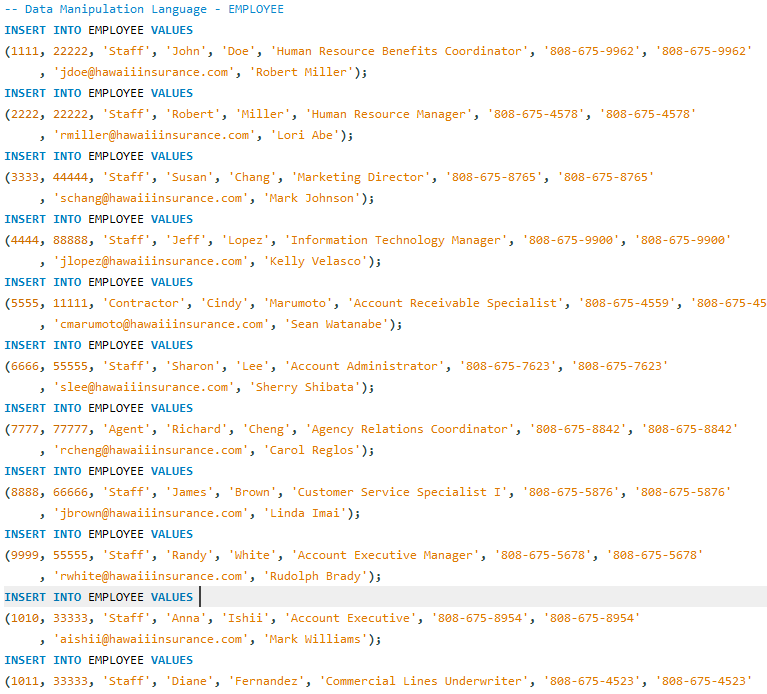 -- Data Manipulation Language - EMPLOYEE
INSERT INTO EMPLOYEE VALUES
(1111, 22222, 'Staff', 'John', 'Doe', 'Human Resource Benefits Coordinator', '808-675-9962', '808-675-9962'
, 'jdoe@hawaiiinsurance.com', 'Robert Miller');
INSERT INTO EMPLOYEE VALUES
(2222, 22222, 'Staff', 'Robert', 'Miller', 'Human Resource Manager', '808-675-4578', '808-675-4578'
, 'rmiller@hawaiiinsurance.com', 'Lori Abe');
INSERT INTO EMPLOYEE VALUES
(3333, 44444, 'Staff', 'Susan', 'Chang', 'Marketing Director', '808-675-8765', '808-675-8765'
, 'schang@hawaiiinsurance.com', 'Mark Johnson');
INSERT INTO EMPLOYEE VALUES
(4444, 88888, 'Staff', 'Jeff', 'Lopez', 'Information Technology Manager', '808-675-9900', '808-675-9900'
, 'jlopez@hawaiiinsurance.com', 'Kelly Velasco');
INSERT INTO EMPLOYEE VALUES
(5555, 11111, 'Contractor', 'Cindy', 'Marumoto', 'Account Receivable Specialist', '808-675-4559', '808-675-45
, 'cmarumoto@hawaiiinsurance.com', 'Sean Watanabe');
INSERT INTO EMPLOYEE VALUES
(6666, 55555, 'Staff', 'Sharon', 'Lee', 'Account Administrator', '808-675-7623', '808-675-7623'
, 'slee@hawaiiinsurance.com', 'Sherry Shibata');
INSERT INTO EMPLOYEE VALUES
(7777, 77777, 'Agent', 'Richard', 'Cheng', 'Agency Relations Coordinator', '808-675-8842', '808-675-8842'
, 'rcheng@hawaiiinsurance.com', 'Carol Reglos');
INSERT INTO EMPLOYEE VALUES
(8888, 66666, 'Staff', 'James', 'Brown', 'Customer Service Specialist I', '808-675-5876', '808-675-5876'
, 'jbrown@hawaiiinsurance.com', 'Linda Imai');
INSERT INTO EMPLOYEE VALUES
(9999, 55555, 'Staff', 'Randy', 'White', 'Account Executive Manager', '808-675-5678', '808-675-5678'
, 'rwhite@hawaiiinsurance.com', 'Rudolph Brady');
INSERT INTO EMPLOYEE VALUES
(1010, 33333, 'Staff', 'Anna', 'Ishii', 'Account Executive', '808-675-8954', '808-675-8954'
, 'aishii@hawaiiinsurance.com', 'Mark Williams');
INSERT INTO EMPLOYEE VALUES
(1011, 33333, 'Staff', 'Diane', 'Fernandez', 'Commercial Lines Underwriter', '808-675-4523', '808-675-4523'